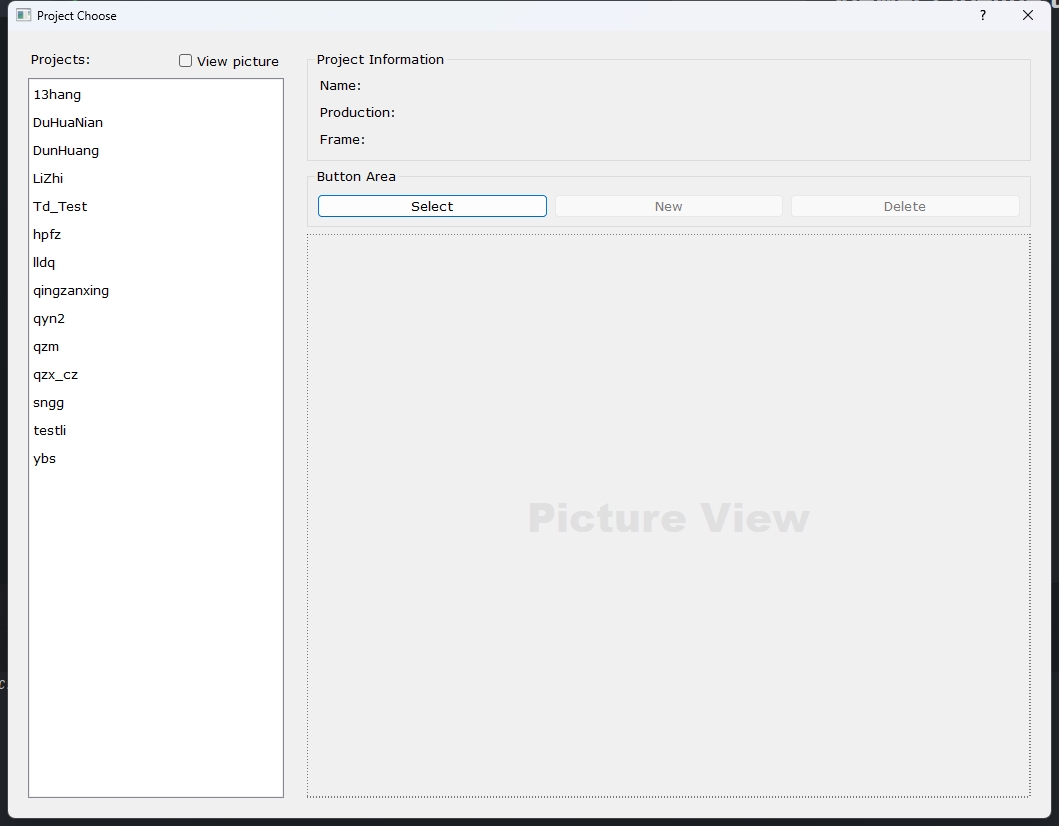 Project Choose
Projects:
View picture
13hang
DuHuaNian
DunHuang
LiZhi
Td_Test
hpfz
lldq
qingzanxing
qyn2
qzm
qzx_cz
sngg
testli
ybs
Project Information
Name:
Production:
Frame:
Button Area
Select New Delete
Picture View